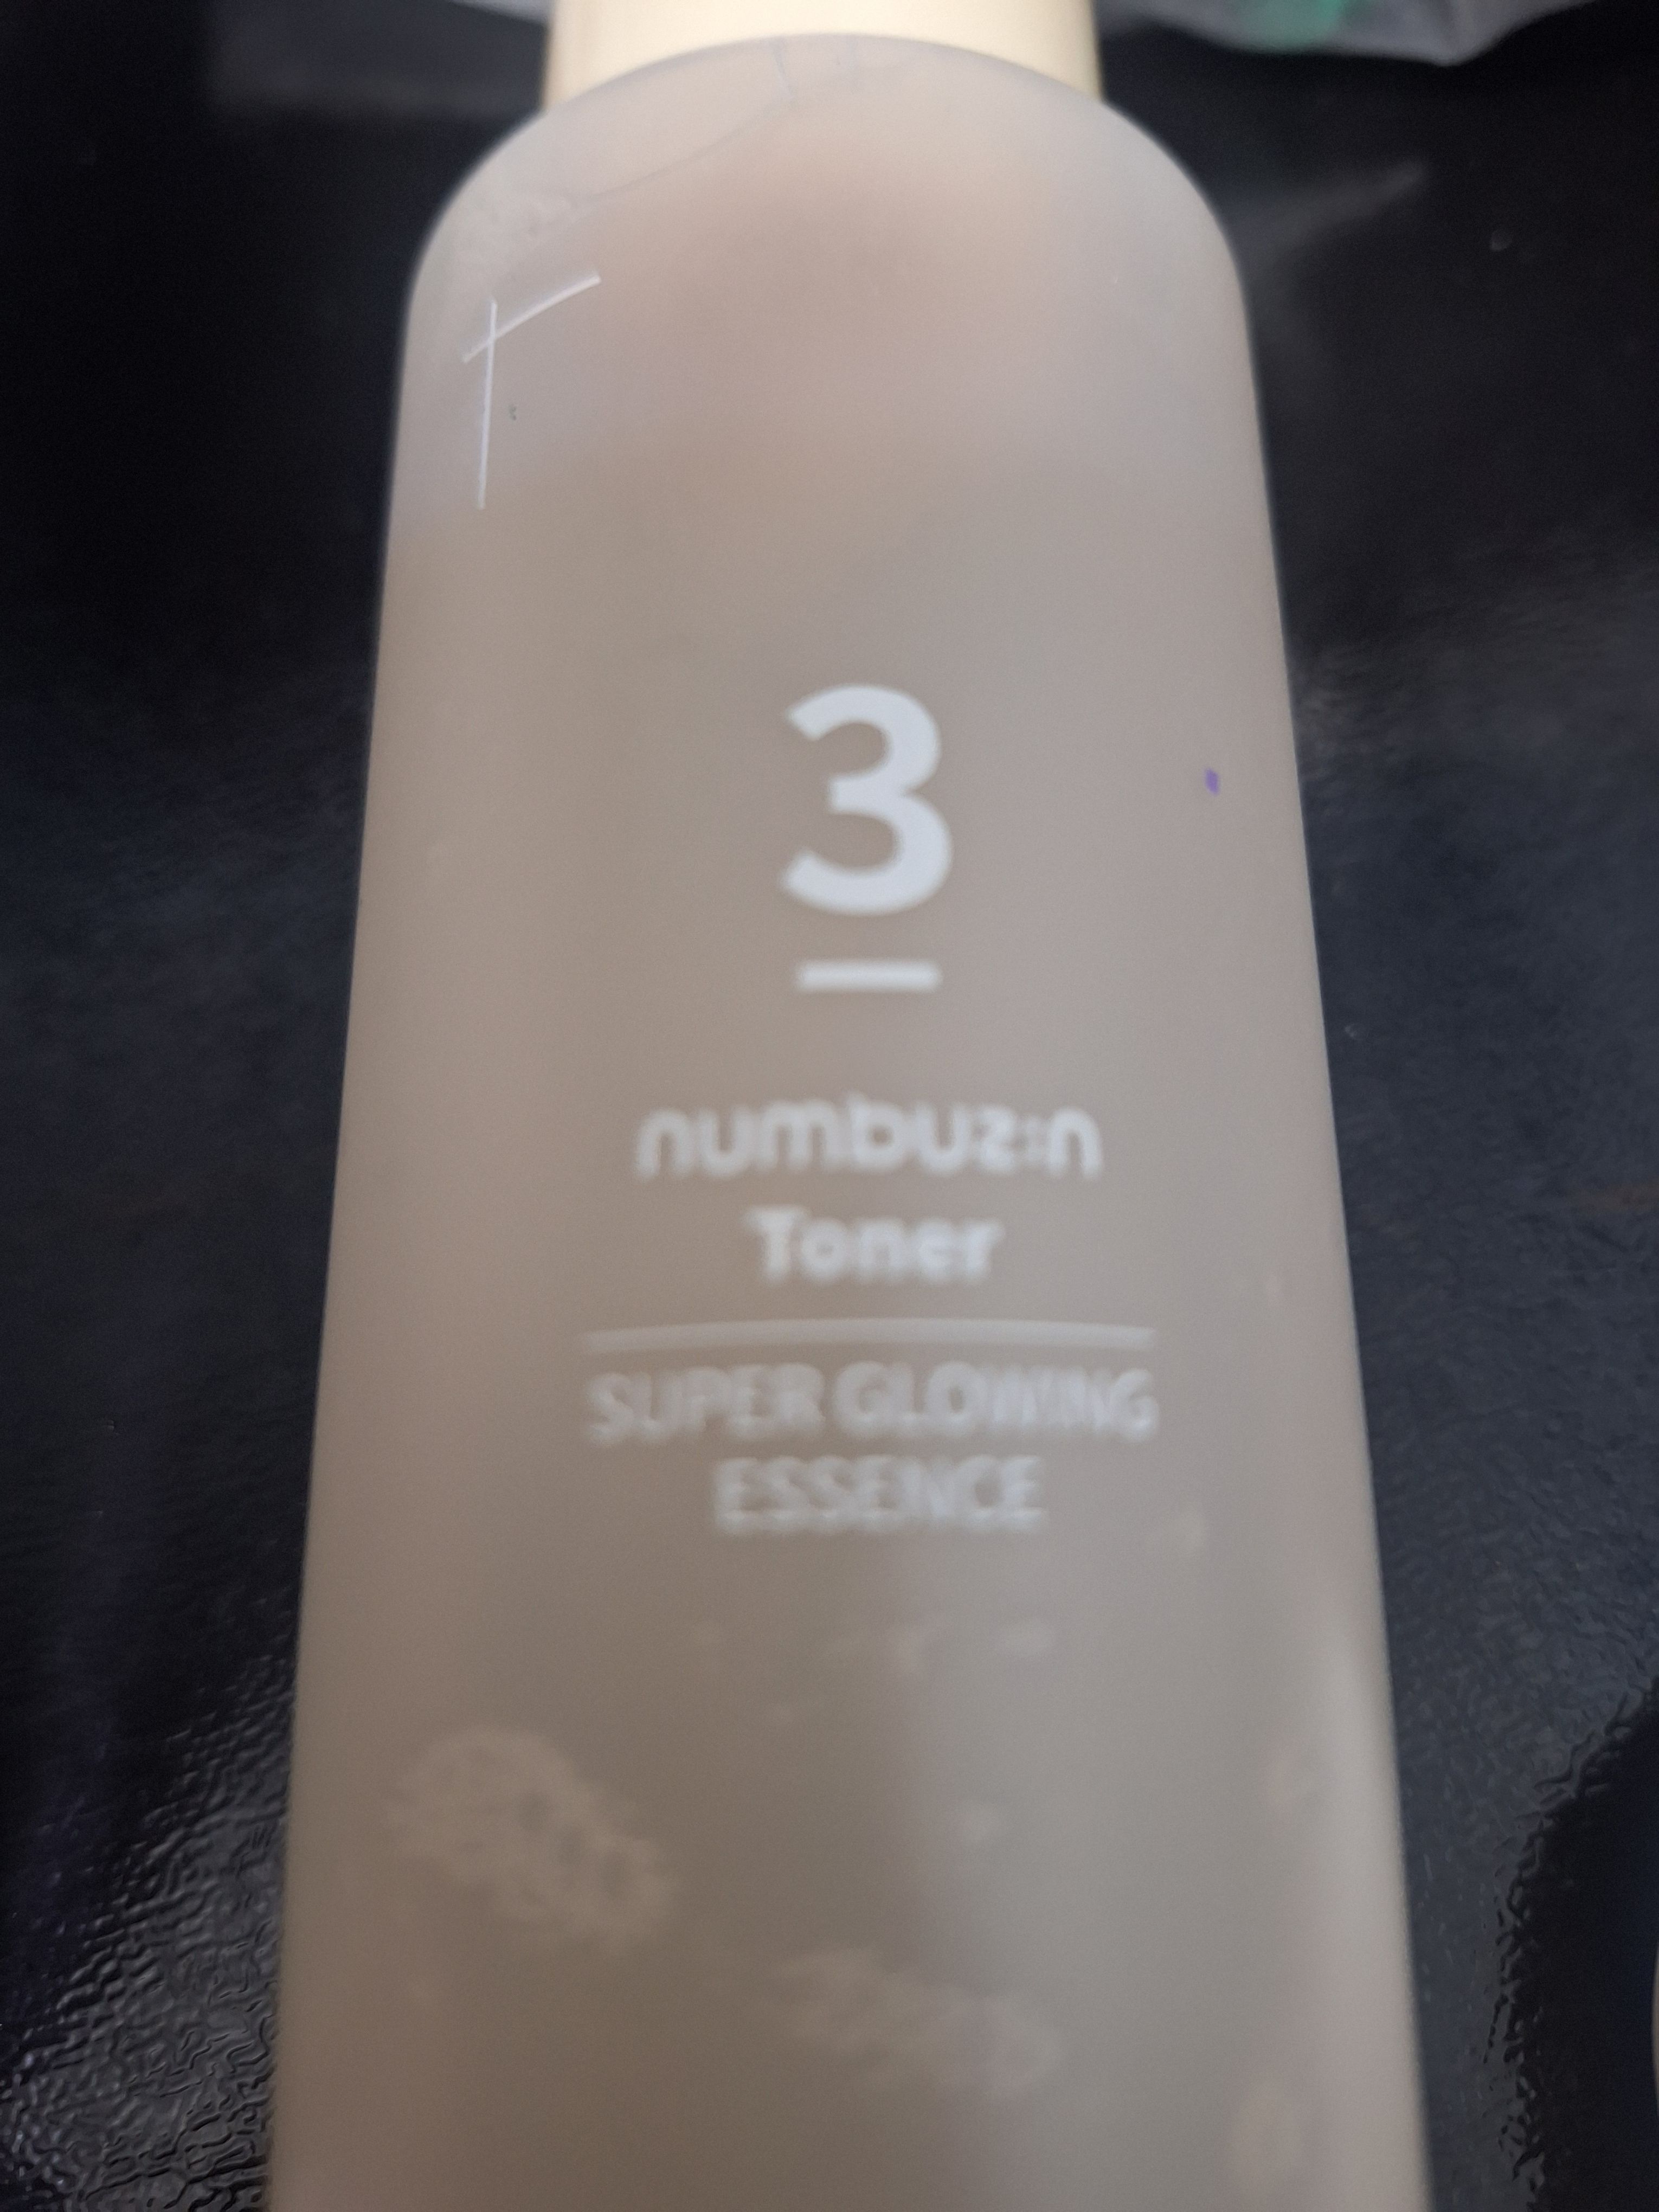 3
numbuz:n
Toner
SUPER GLOWING
ESSENCE